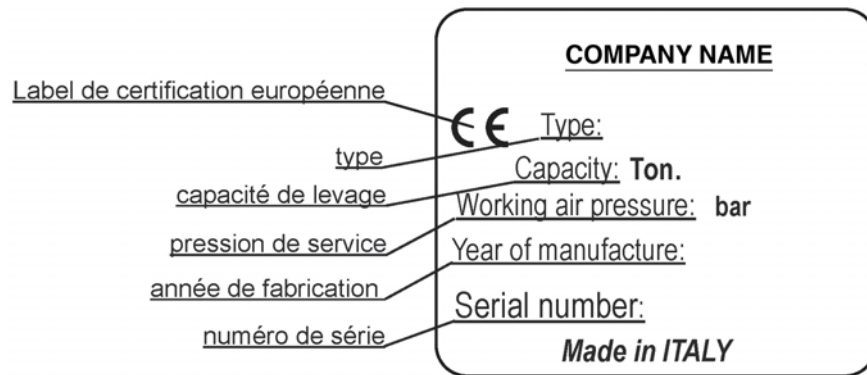 COMPANY NAME
Label de certification européenne
CE Type:
type
Capacity: Ton.
capacité de levage
Working air pressure: bar
pression de service
Year of manufacture:
année de fabrication
Serial number:
numéro de série
Made in ITALY